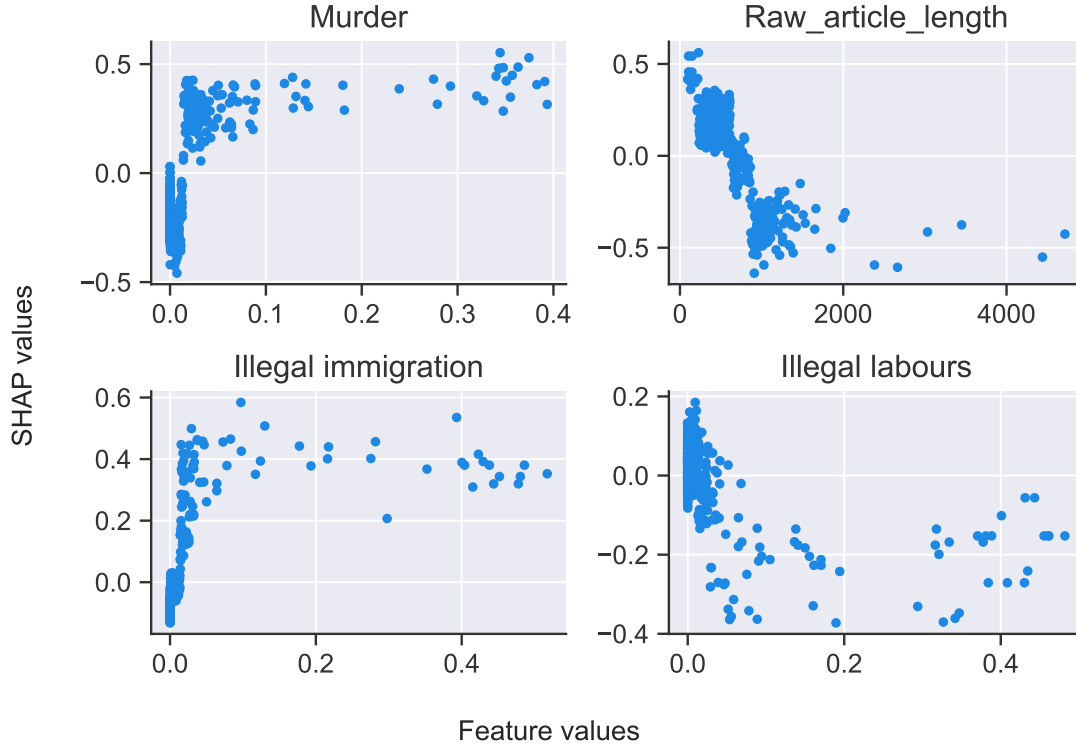 Murder
Raw_article_length
0.5
0.0
−0.5
0.0 0.1 0.2 0.3 0.4
0.5
0.0
−0.5
0 2000 4000
SHAP values
Illegal immigration
Illegal labours
0.6
0.4
0.2
0.0
0.0 0.2 0.4
0.2
0.0
−0.2
−0.4
0.0 0.2 0.4
Feature values